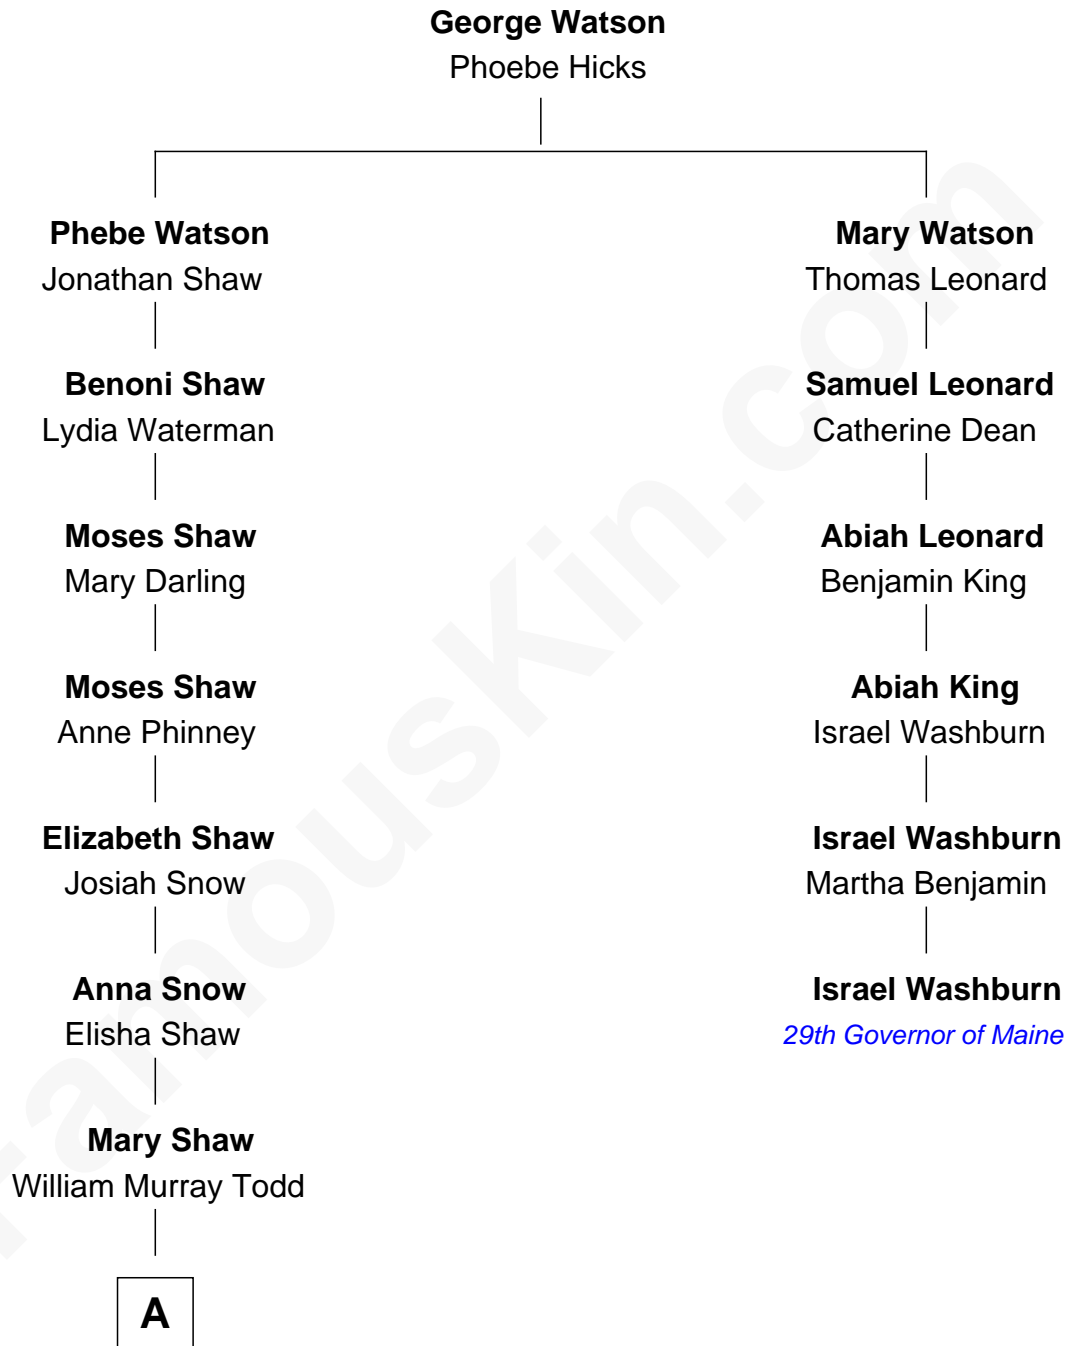 George Watson
Phoebe Hicks
Phebe Watson
Jonathan Shaw
Mary Watson
Thomas Leonard
Benoni Shaw
Lydia Waterman
Samuel Leonard
Catherine Dean
Moses Shaw
Mary Darling
Abiah Leonard
Benjamin King
Moses Shaw
Anne Phinney
Abiah King
Israel Washburn
Elizabeth Shaw
Josiah Snow
Israel Washburn
Martha Benjamin
Anna Snow
Elisha Shaw
Israel Washburn
29th Governor of Maine
Mary Shaw
William Murray Todd
A
FamousKin.com